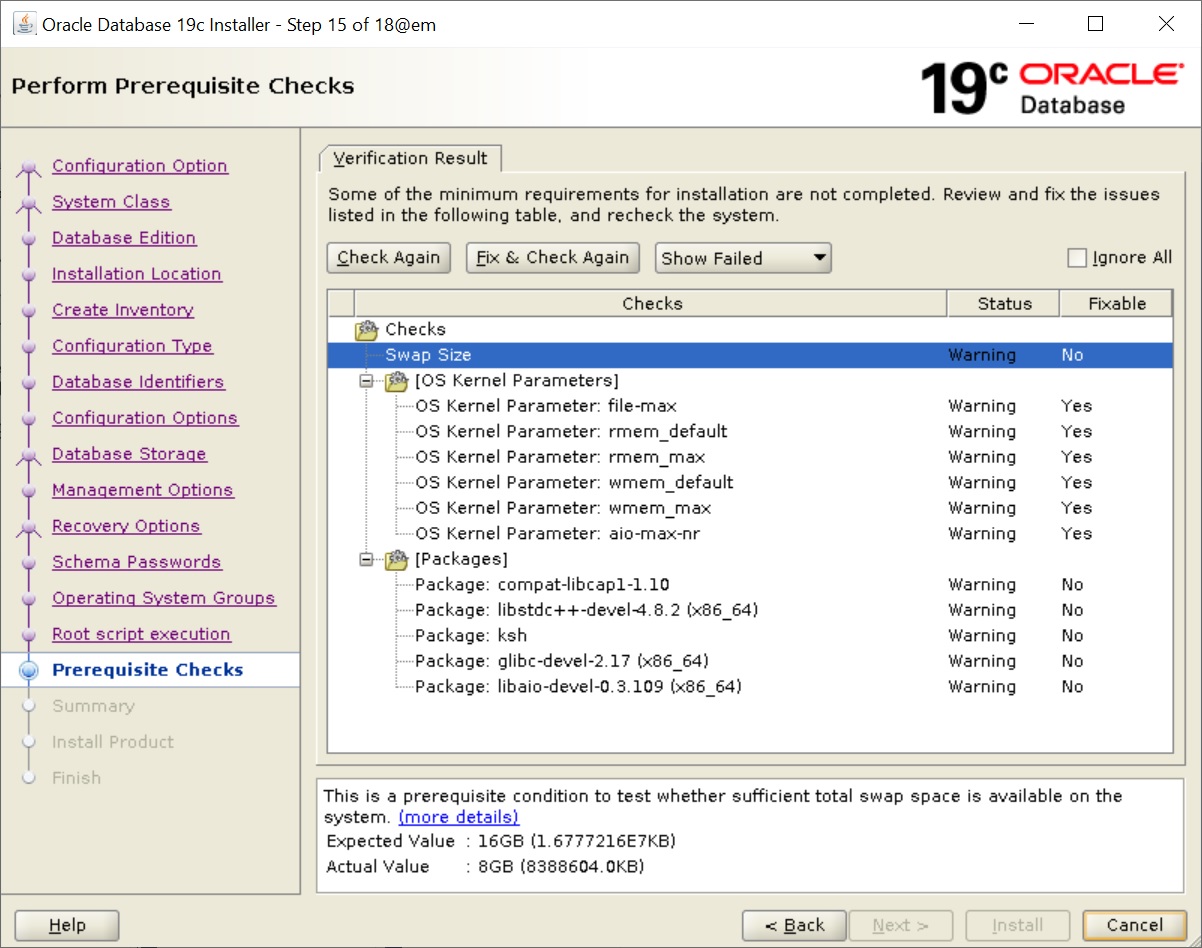 Oracle Database 19c Installer - Step 15 of 18@em
Perform Prerequisite Checks
19c ORACLE
Database
Configuration Option
System Class
Database Edition
Installation Location
Create Inventory
Configuration Type
Database Identifiers
Configuration Options
Database Storage
Management Options
Recovery Options
Schema Passwords
Operating System Groups
Root script execution
Prerequisite Checks
Summary
Install Product
Finish
Verification Result
Some of the minimum requirements for installation are not completed. Review and fix the issues
listed in the following table, and recheck the system.
Check Again Fix & Check Again Show Failed Ignore All
Checks Status Fixable
Checks
Swap Size Warning No
[OS Kernel Parameters]
OS Kernel Parameter: file-max Warning Yes
OS Kernel Parameter: rmem_default Warning Yes
OS Kernel Parameter: rmem_max Warning Yes
OS Kernel Parameter: wmem_default Warning Yes
OS Kernel Parameter: wmem_max Warning Yes
OS Kernel Parameter: aio-max-nr Warning Yes
[Packages]
Package: compat-libcap1-1.10 Warning No
Package: libstdc++-devel-4.8.2 (x86_64) Warning No
Package: ksh Warning No
Package: glibc-devel-2.17 (x86_64) Warning No
Package: libaio-devel-0.3.109 (x86_64) Warning No
This is a prerequisite condition to test whether sufficient total swap space is available on the
system. (more details)
Expected Value : 16GB (1.6777216E7KB)
Actual Value : 8GB (8388604.0KB)
Help < Back Next > Install Cancel